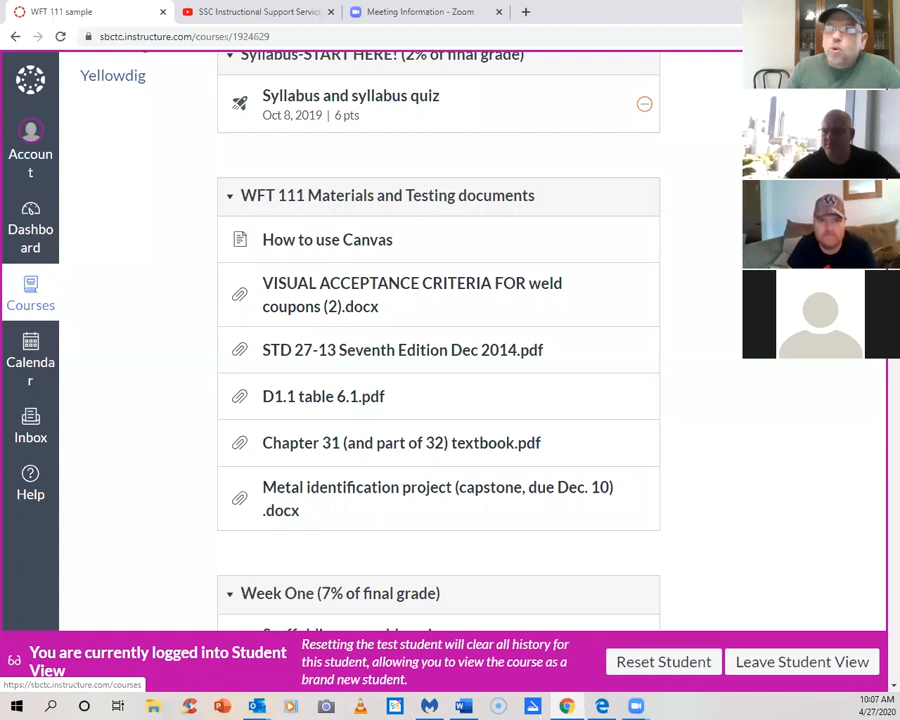 WFT 111 sample
SSC Instructional Support Servic
Meeting Information - Zoom
sbctc.instructure.com/courses/1924629
Yellowdig
Syllabus-START HERE! (2% of final grade)
Syllabus and syllabus quiz
Oct 8, 2019 | 6 pts
Accoun
t
Dashbo
ard
Courses
Calenda
r
Inbox
Help
WFT 111 Materials and Testing documents
How to use Canvas
VISUAL ACCEPTANCE CRITERIA FOR weld
coupons (2).docx
STD 27-13 Seventh Edition Dec 2014.pdf
D1.1 table 6.1.pdf
Chapter 31 (and part of 32) textbook.pdf
Metal identification project (capstone, due Dec. 10)
.docx
Week One (7% of final grade)
You are currently logged into Student
View
Resetting the test student will clear all history for
this student, allowing you to view the course as a
brand new student.
Reset Student
Leave Student View
https://sbctc.instructure.com/courses
10:07 AM
4/27/2020